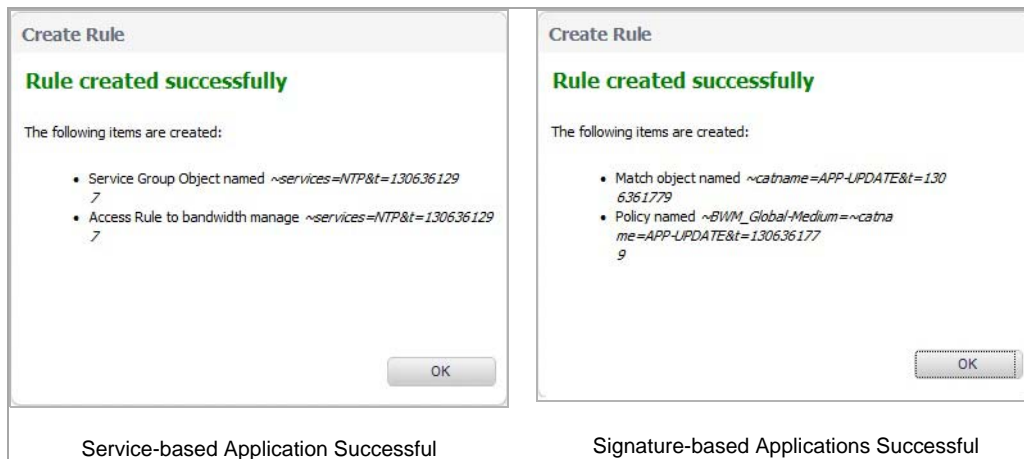 Create Rule
Rule created successfully
The following items are created:
• Service Group Object named ~services=NTP&t=130636129
7
• Access Rule to bandwidth manage ~services=NTP&t=130636129
7
OK
Service-based Application Successful
Create Rule
Rule created successfully
The following items are created:
• Match object named ~catname=APP-UPDATE&t=130
6361779
• Policy named ~BWM_Global-Medium=~catna
me=APP-UPDATE&t=130636177
9
OK
Signature-based Applications Successful